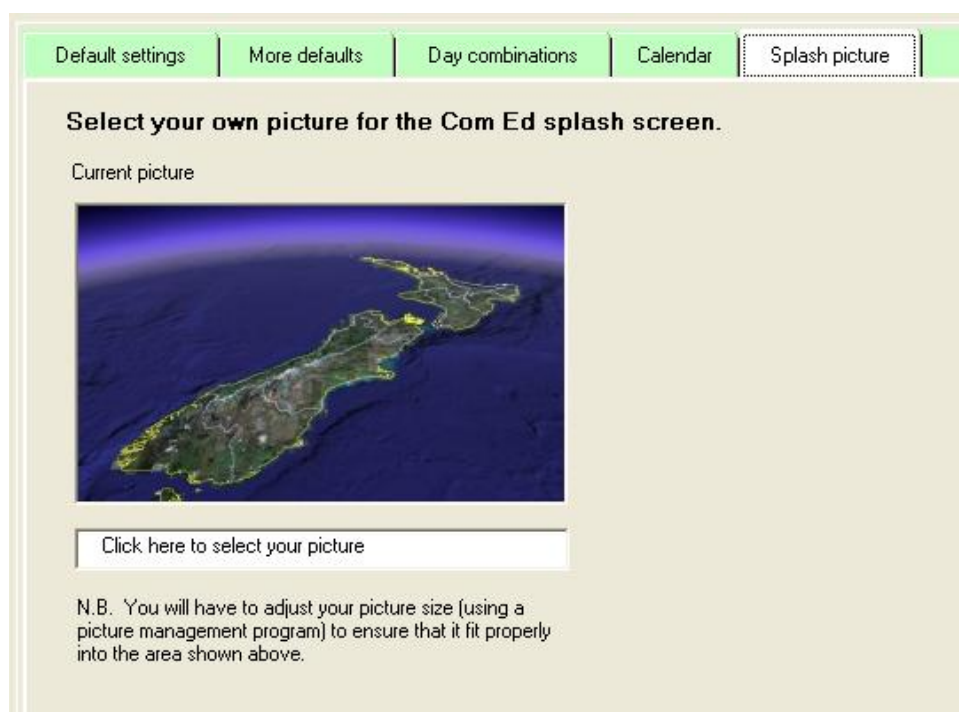 Default settings
More defaults
Day combinations
Calendar
Splash picture
Select your own picture for the Com Ed splash screen.
Current picture
Click here to select your picture
N.B.  You will have to adjust your picture size (using a
picture management program) to ensure that it fit properly
into the area shown above.